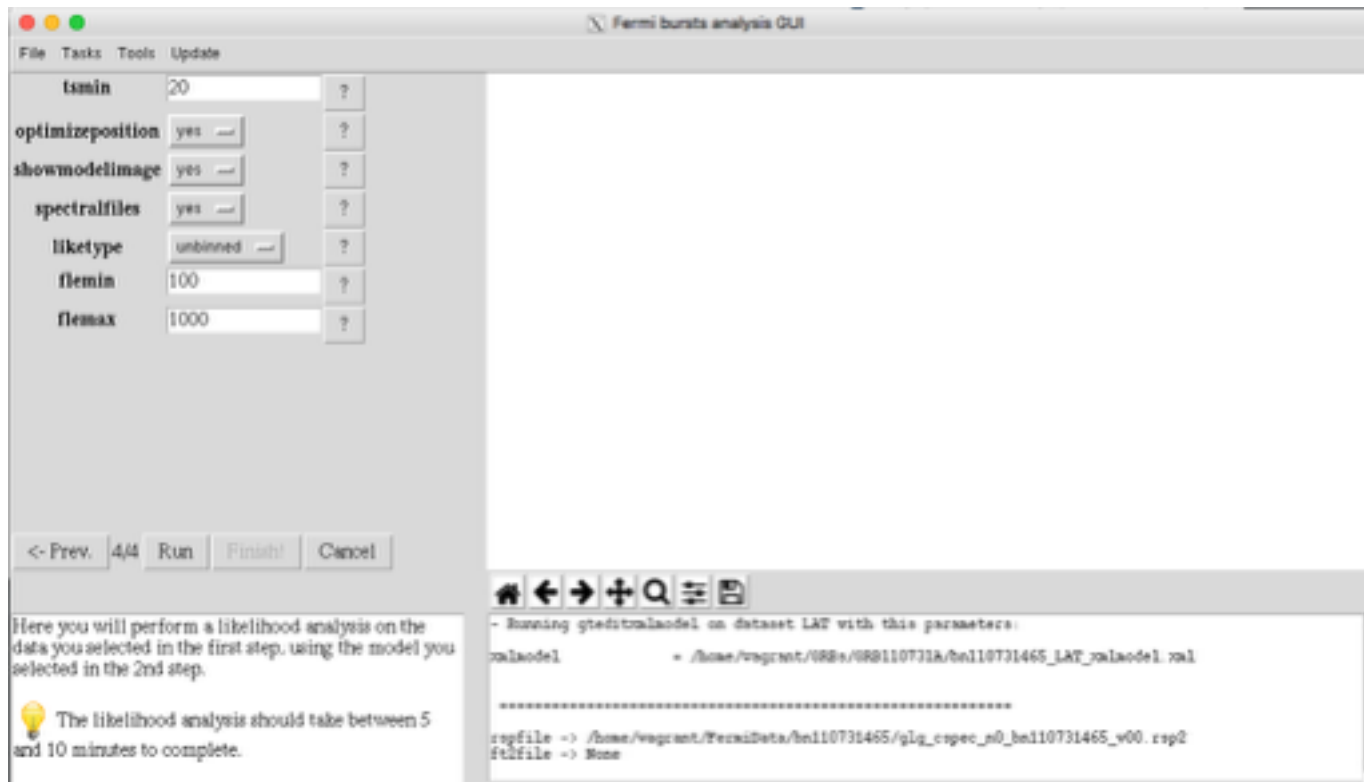 Fermi bursts analysis GUI
File Tasks Tools Update
tsmin 20 ?
optimizeposition yes ?
showmodelimage yes ?
spectralfiles yes ?
liketype unbinned ?
flemin 100 ?
flemax 1000 ?
<- Prev. 4/4 Run Finish! Cancel
Here you will perform a likelihood analysis on the
data you selected in the first step, using the model you
selected in the 2nd step.
The likelihood analysis should take between 5
and 10 minutes to complete.
- Running gteditxmlmodel on dataset LAT with this parameters:
xmlmodel = /home/vagrant/GRBs/GRB110731A/bn110731465_LAT_xmlmodel.xml
************************************************************
rspfile -> /home/vagrant/FermiData/bn110731465/glg_cspec_n0_bn110731465_v00.rsp2
ft2file -> None